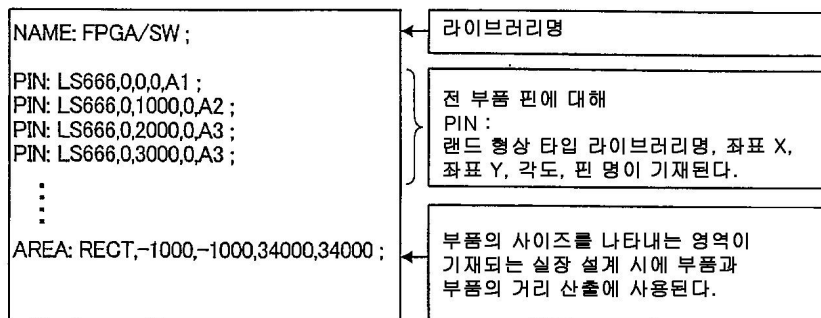 NAME: FPGA/SW ;
라이브러리명
PIN: LS666,0,0,0,A1 ;
PIN: LS666,0,1000,0,A2 ;
PIN: LS666,0,2000,0,A3 ;
PIN: LS666,0,3000,0,A3 ;
전 부품 핀에 대해
PIN :
랜드 형상 타입 라이브러리명, 좌표 X,
좌표 Y, 각도, 핀 명이 기재된다.
AREA: RECT,-1000,-1000,34000,34000 ;
부품의 사이즈를 나타내는 영역이
기재되는 실장 설계 시에 부품과
부품의 거리 산출에 사용된다.